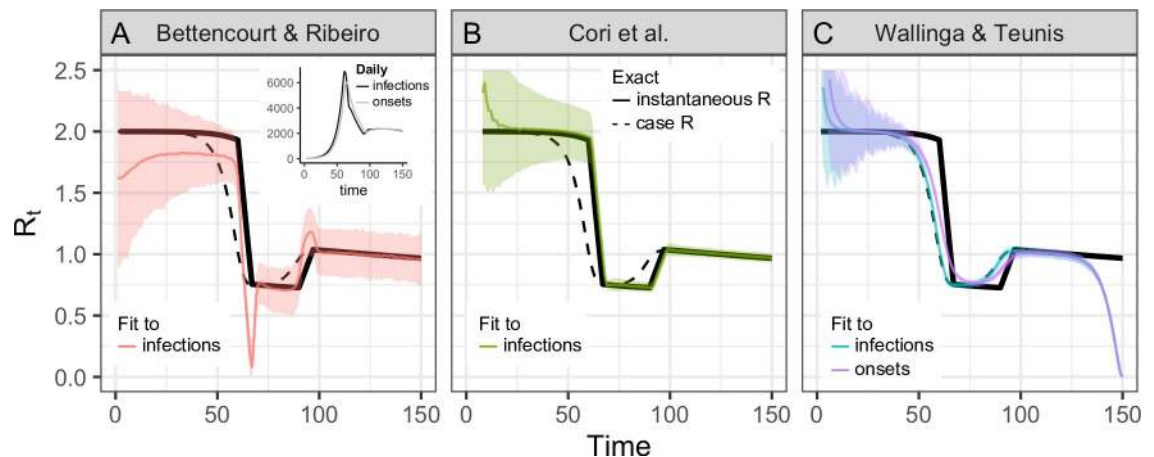 A Bettencourt & Ribeiro
B Cori et al.
C Wallinga & Teunis
2.5
2.0
1.5
1.0
0.5
0.0
Rt
Daily
infections
onsets
6000
4000
2000
0
0 50 100 150
time
Exact
instantaneous R
case R
Fit to
infections
Fit to
infections
Fit to
infections
onsets
0 50 100 150
0 50 100 150
0 50 100 150
Time